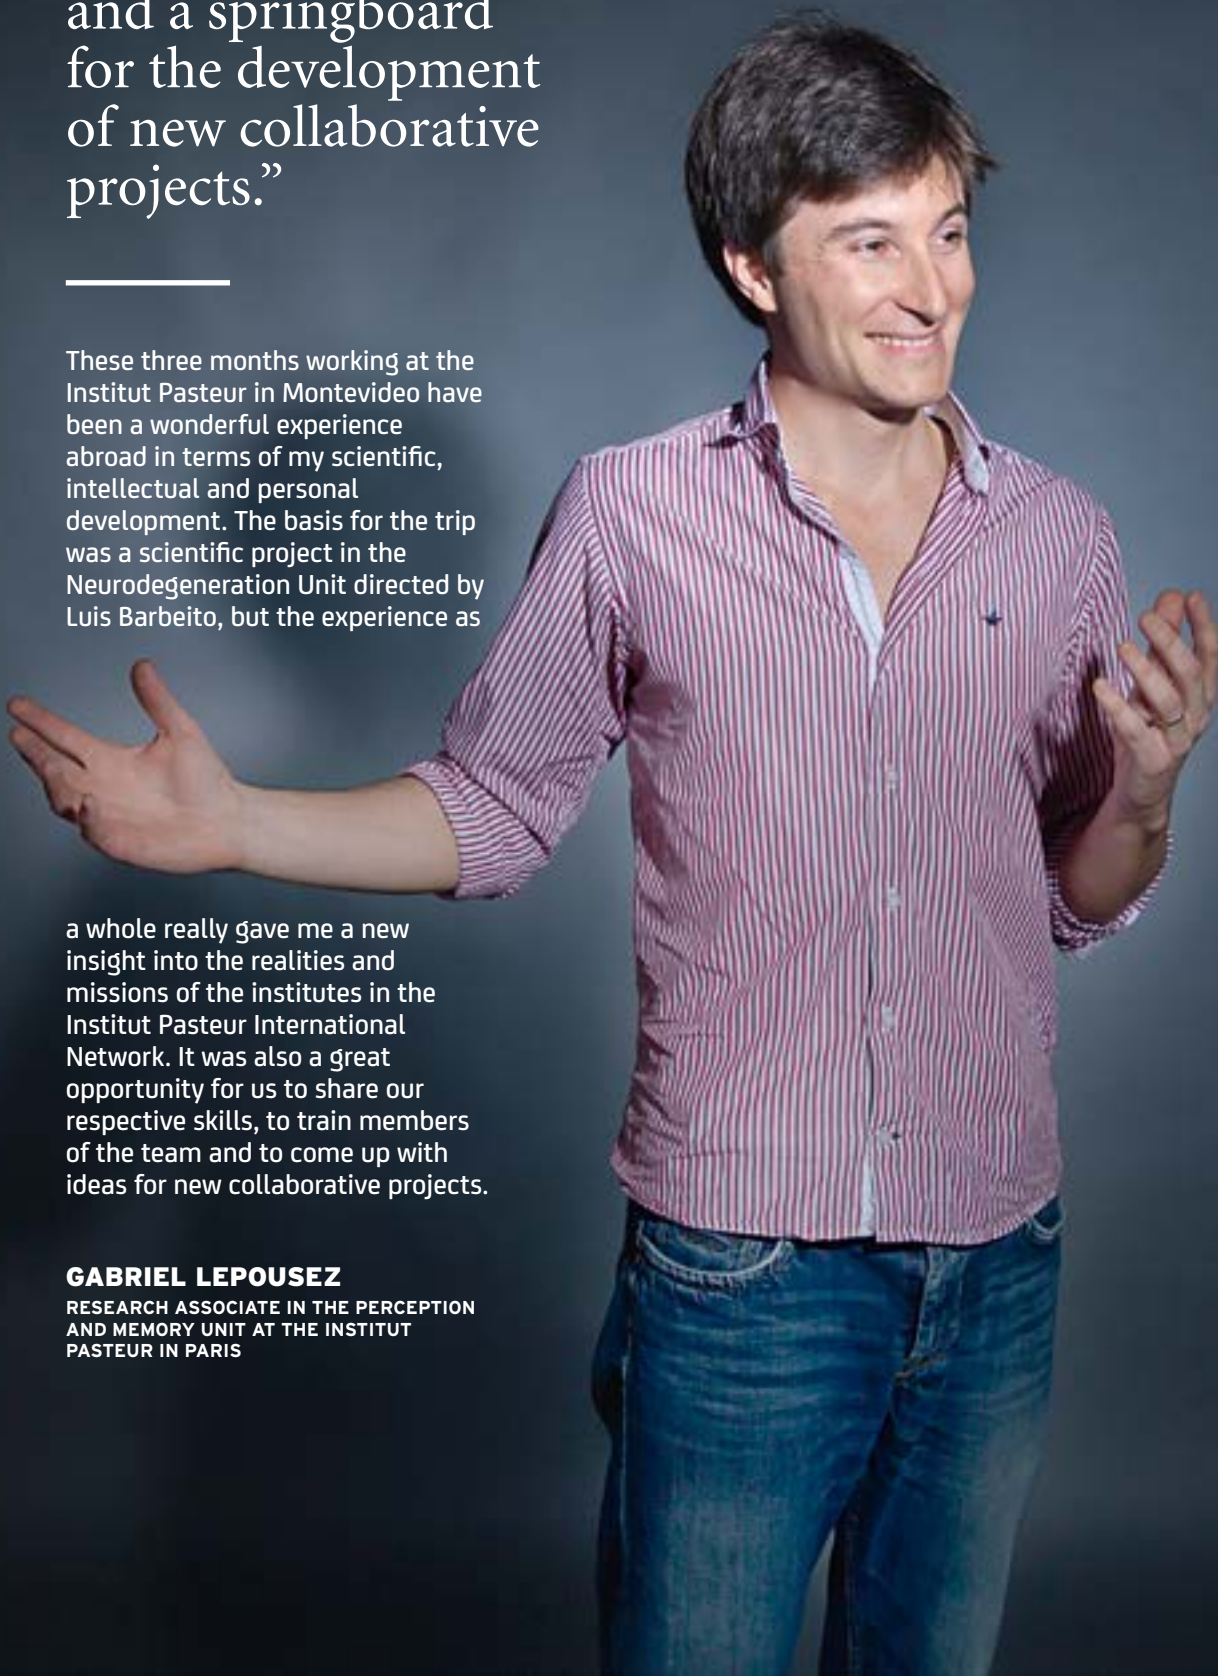 and a springboard
for the development
of new collaborative
projects.”
These three months working at the
Institut Pasteur in Montevideo have
been a wonderful experience
abroad in terms of my scientific,
intellectual and personal
development. The basis for the trip
was a scientific project in the
Neurodegeneration Unit directed by
Luis Barbeito, but the experience as
a whole really gave me a new
insight into the realities and
missions of the institutes in the
Institut Pasteur International
Network. It was also a great
opportunity for us to share our
respective skills, to train members
of the team and to come up with
ideas for new collaborative projects.
GABRIEL LEPOUSEZ
RESEARCH ASSOCIATE IN THE PERCEPTION
AND MEMORY UNIT AT THE INSTITUT
PASTEUR IN PARIS